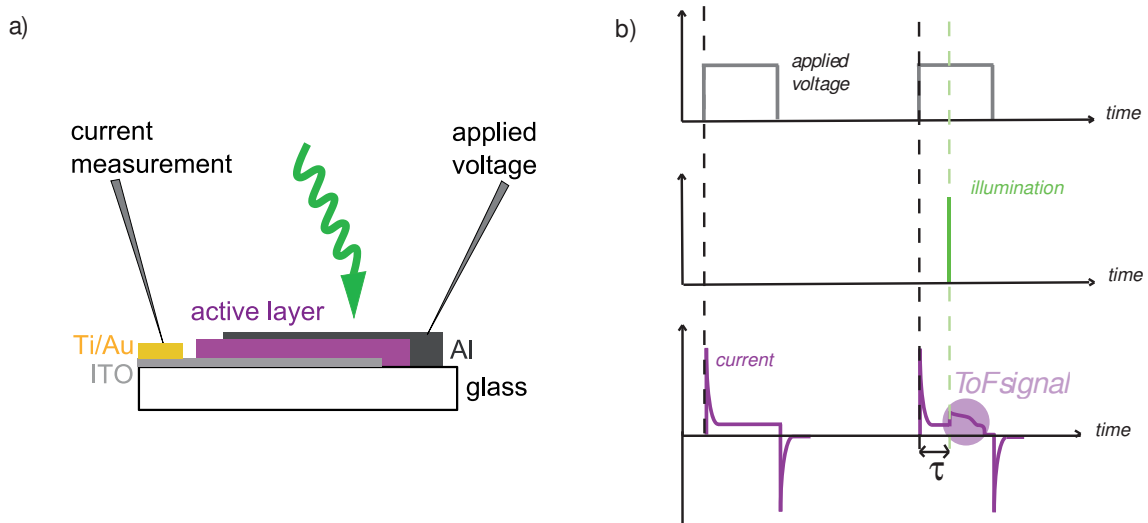 a)
current
measurement
applied
voltage
active layer
Ti/Au
ITO
Al
glass
b)
applied
voltage
time
illumination
time
current
ToFsignal
time
τ